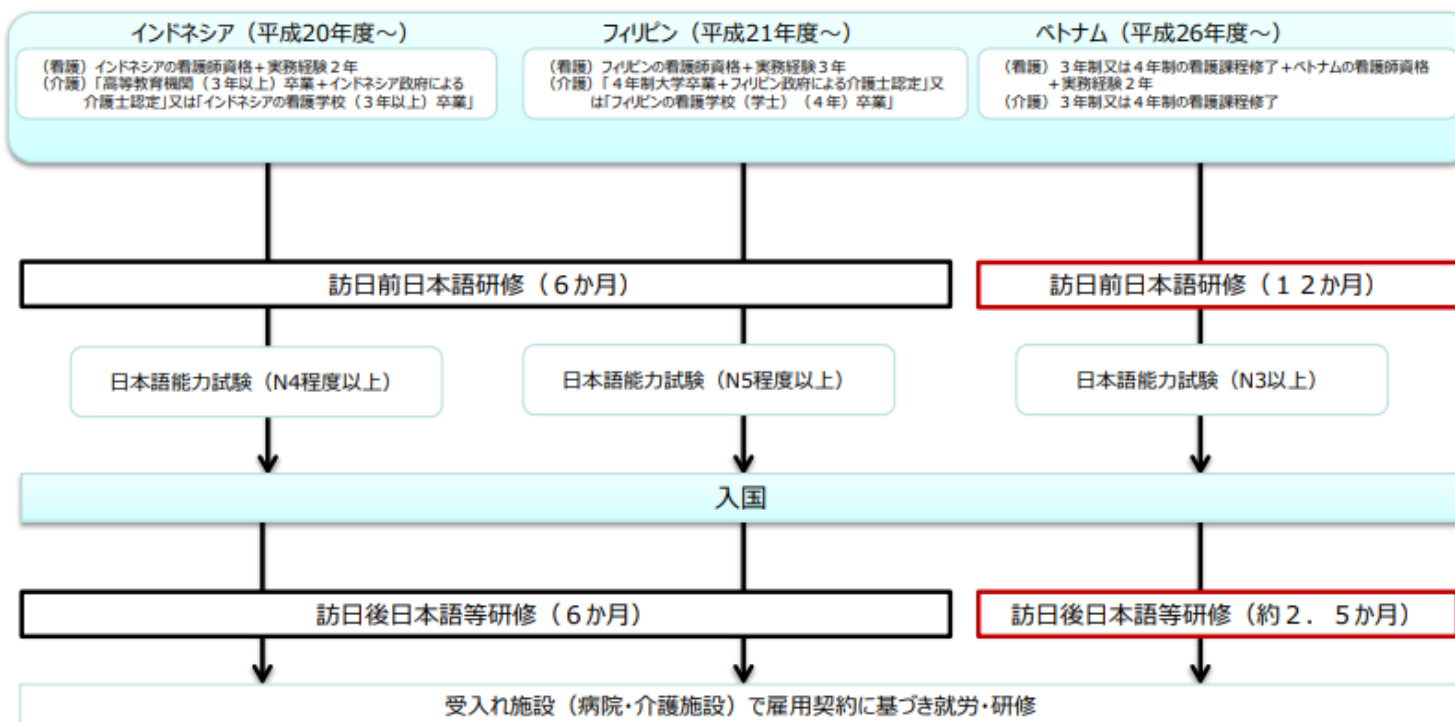 インドネシア（平成20年度～）
（看護）インドネシアの看護師資格＋実務経験２年
（介護）「高等教育機関（３年以上）卒業＋インドネシア政府による
介護士認定」又は「インドネシアの看護学校（３年以上）卒業」
フィリピン（平成21年度～）
（看護）フィリピンの看護師資格＋実務経験３年
（介護）「４年制大学卒業＋フィリピン政府による介護士認定」又
は「フィリピンの看護学校（学士）（４年）卒業」
ベトナム（平成26年度～）
（看護）３年制又は４年制の看護課程修了＋ベトナムの看護師資格
＋実務経験２年
（介護）３年制又は４年制の看護課程修了
訪日前日本語研修（６か月）
訪日前日本語研修（１２か月）
日本語能力試験（N4程度以上）
日本語能力試験（N5程度以上）
日本語能力試験（N3以上）
入国
訪日後日本語等研修（６か月）
訪日後日本語等研修（約２．５か月）
受入れ施設（病院・介護施設）で雇用契約に基づき就労・研修